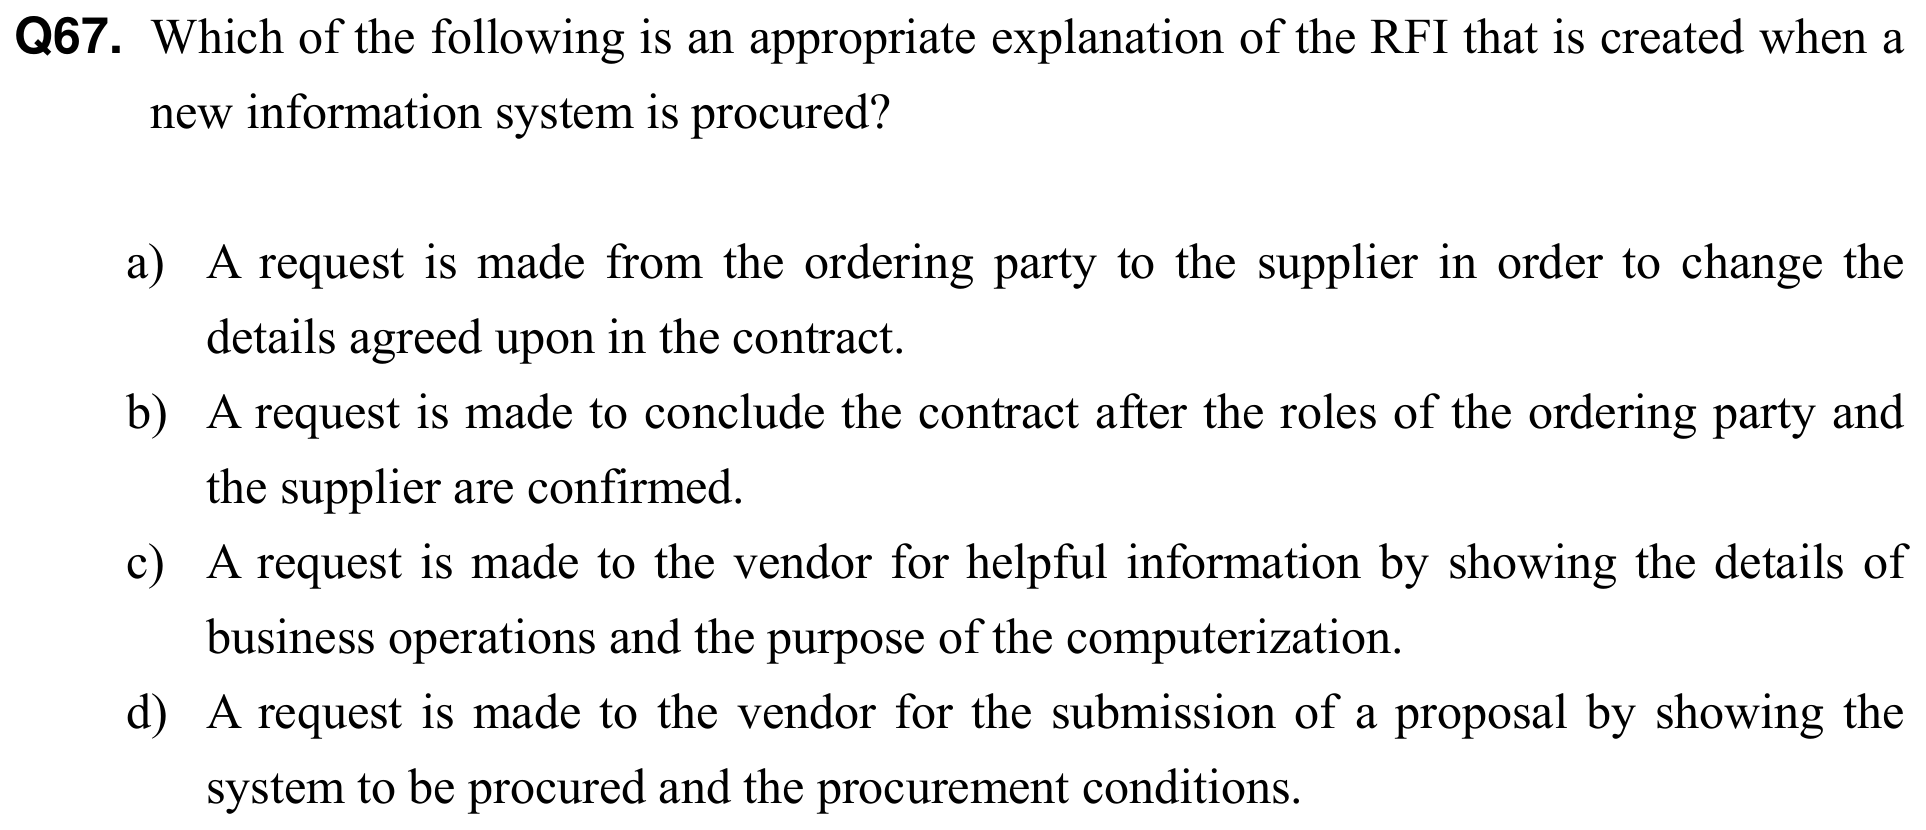 Q67. Which of the following is an appropriate explanation of the RFI that is created when a
new information system is procured?
a) A request is made from the ordering party to the supplier in order to change the
details agreed upon in the contract.
b) A request is made to conclude the contract after the roles of the ordering party and
the supplier are confirmed.
c) A request is made to the vendor for helpful information by showing the details of
business operations and the purpose of the computerization.
d) A request is made to the vendor for the submission of a proposal by showing the
system to be procured and the procurement conditions.